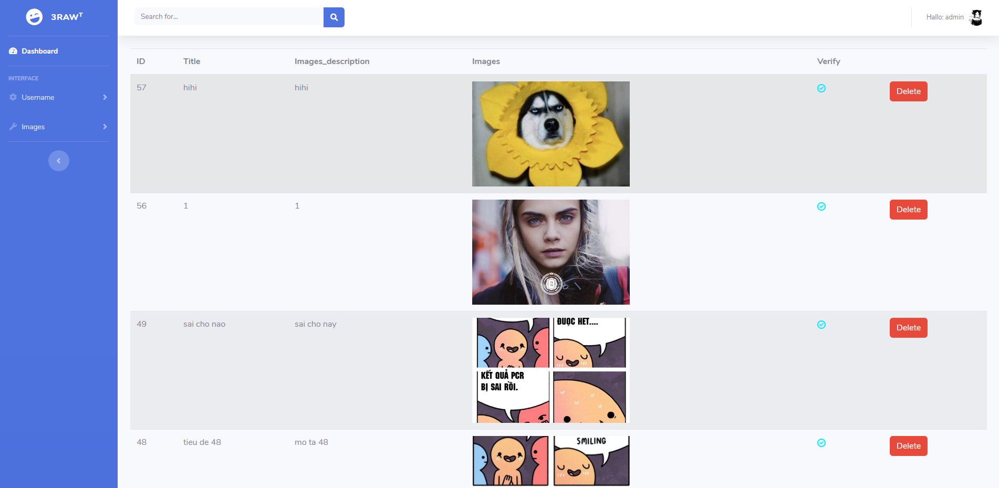 3RAWT
Search for...
Hallo: admin
Dashboard
INTERFACE
Username
Images
ID Title Images_description Images Verify
57 hihi hihi Delete
56 1 1 Delete
49 sai cho nao sai cho nay Delete
ĐƯỢC HẾT....
KẾT QUẢ PCR
BỊ SAI RỒI.
48 tieu de 48 mo ta 48 Delete
SMILING